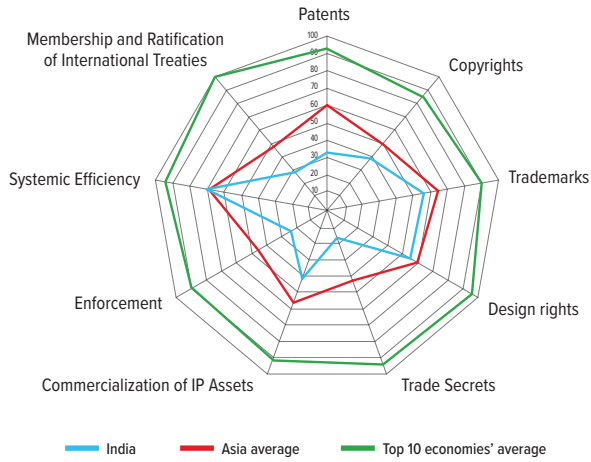 Patents
Membership and Ratification
of International Treaties
Copyrights
100
90
80
70
60
50
40
30
20
10
Systemic Efficiency
Trademarks
Enforcement
Design rights
Commercialization of IP Assets
Trade Secrets
India
Asia average
Top 10 economies’ average